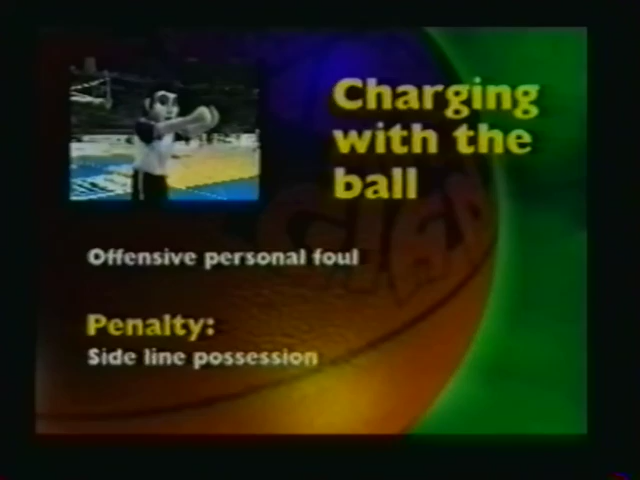 Charging
with the
ball
Offensive personal foul
Penalty:
Side line possession